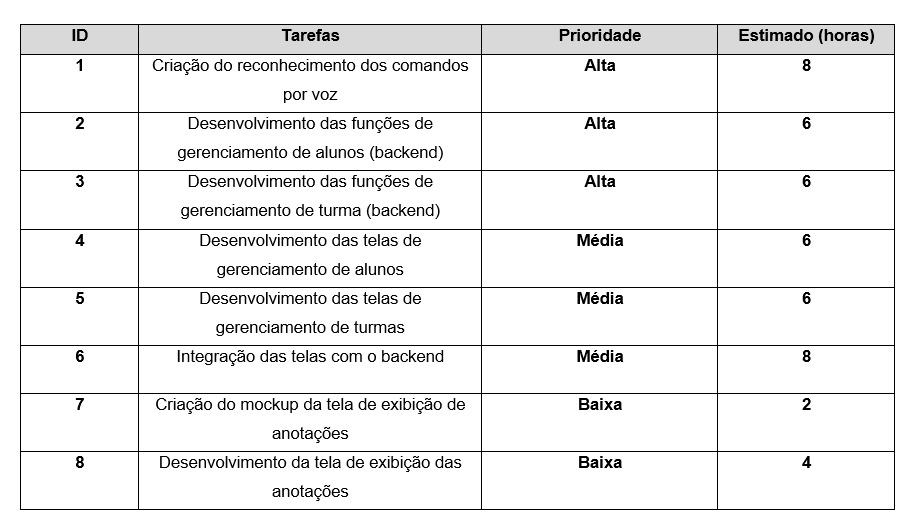 ID Tarefas Prioridade Estimado (horas)
1 Criação do reconhecimento dos comandos Alta 8
por voz
2 Desenvolvimento das funções de Alta 6
gerenciamento de alunos (backend)
3 Desenvolvimento das funções de Alta 6
gerenciamento de turma (backend)
4 Desenvolvimento das telas de Média 6
gerenciamento de alunos
5 Desenvolvimento das telas de Média 6
gerenciamento de turmas
6 Integração das telas com o backend Média 8
7 Criação do mockup da tela de exibição de Baixa 2
anotações
8 Desenvolvimento da tela de exibição das Baixa 4
anotações